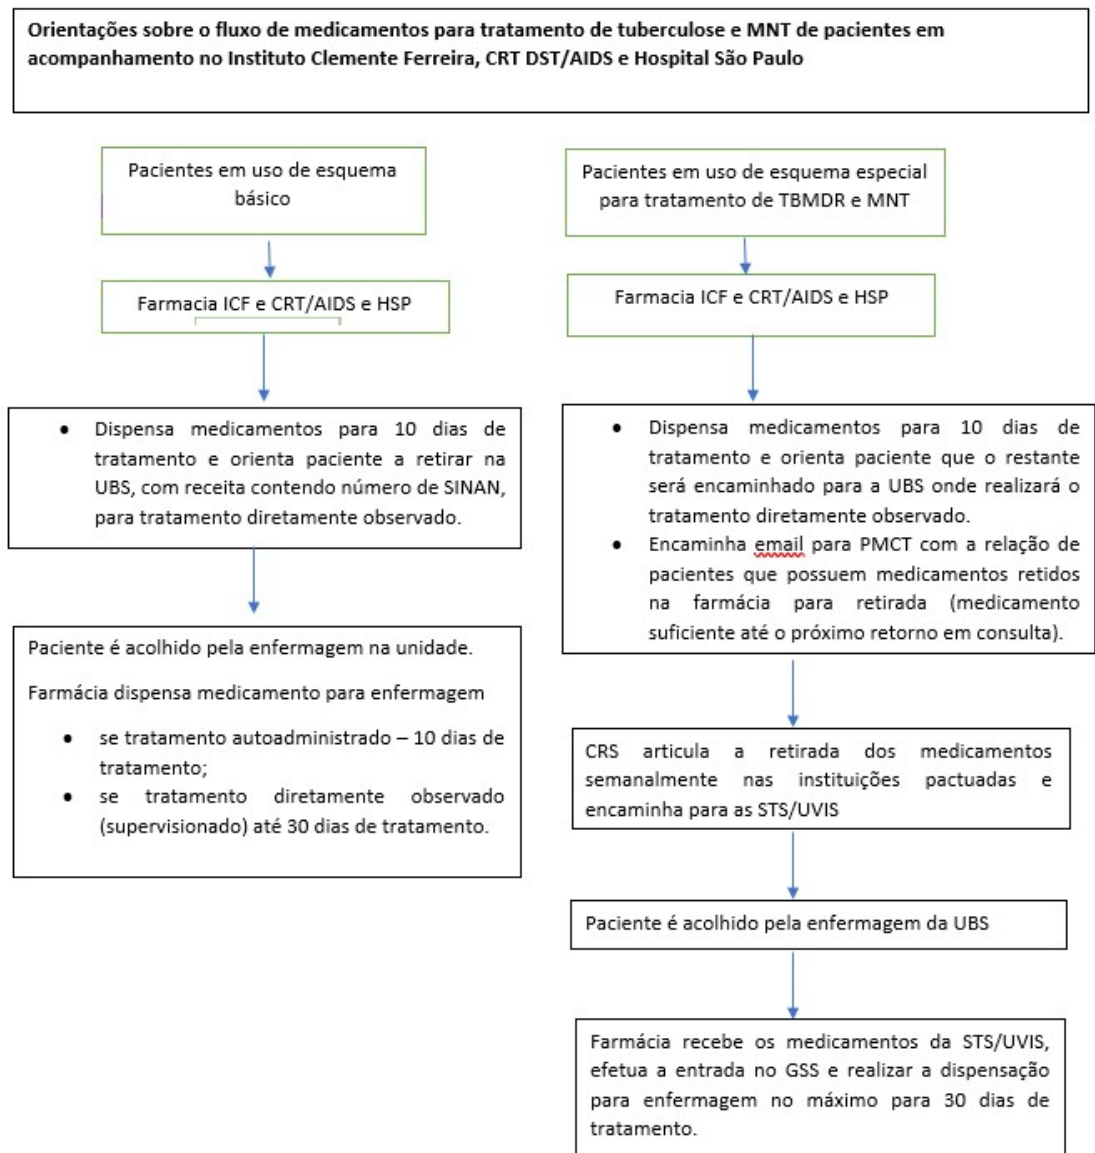 Orientações sobre o fluxo de medicamentos para tratamento de tuberculose e MNT de pacientes em
acompanhamento no Instituto Clemente Ferreira, CRT DST/AIDS e Hospital São Paulo
Pacientes em uso de esquema
básico
Farmacia ICF e CRT/AIDS e HSP
• Dispensa medicamentos para 10 dias de
tratamento e orienta paciente a retirar na
UBS, com receita contendo número de SINAN,
para tratamento diretamente observado.
Paciente é acolhido pela enfermagem na unidade.
Farmácia dispensa medicamento para enfermagem
• se tratamento autoadministrado – 10 dias de
tratamento;
• se tratamento diretamente observado
(supervisionado) até 30 dias de tratamento.
Pacientes em uso de esquema especial
para tratamento de TBMDR e MNT
Farmacia ICF e CRT/AIDS e HSP
• Dispensa medicamentos para 10 dias de
tratamento e orienta paciente que o restante
será encaminhado para a UBS onde realizará o
tratamento diretamente observado.
• Encaminha email para PMCT com a relação de
pacientes que possuem medicamentos retidos
na farmácia para retirada (medicamento
suficiente até o próximo retorno em consulta).
CRS articula a retirada dos medicamentos
semanalmente nas instituições pactuadas e
encaminha para as STS/UVIS
Paciente é acolhido pela enfermagem da UBS
Farmácia recebe os medicamentos da STS/UVIS,
efetua a entrada no GSS e realizar a dispensação
para enfermagem no máximo para 30 dias de
tratamento.